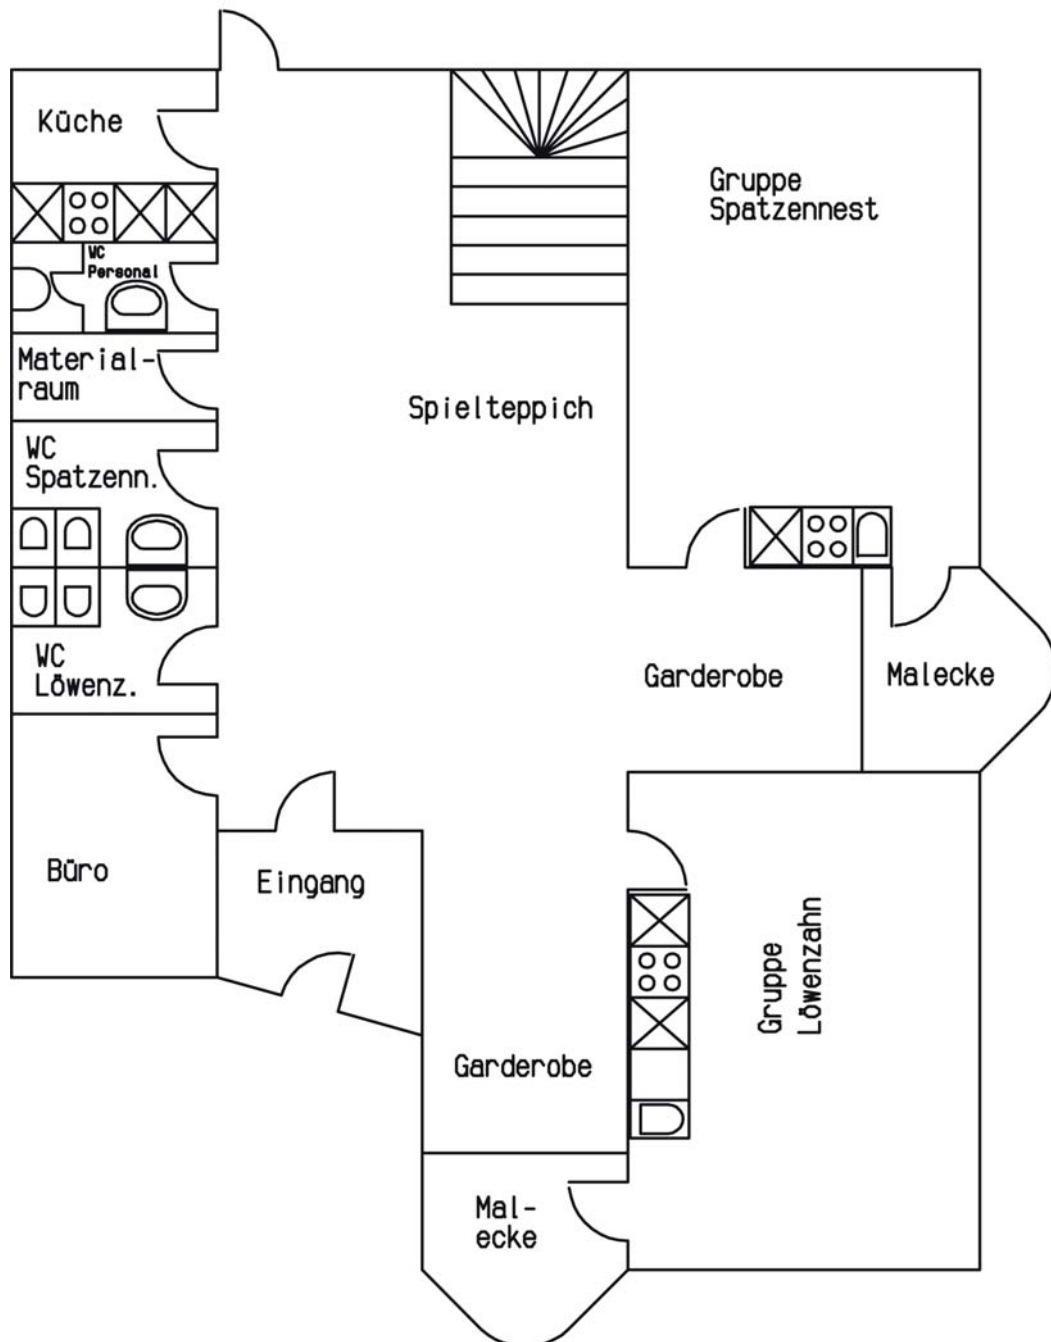 Küche
Gruppe
Spatzennest
WC
Personal
Material-
raum
Spielteppich
WC
Spatzenn.
WC
Löwenz.
Garderobe
Malecke
Büro
Eingang
Gruppe
Löwenzahn
Garderobe
Mal-
ecke